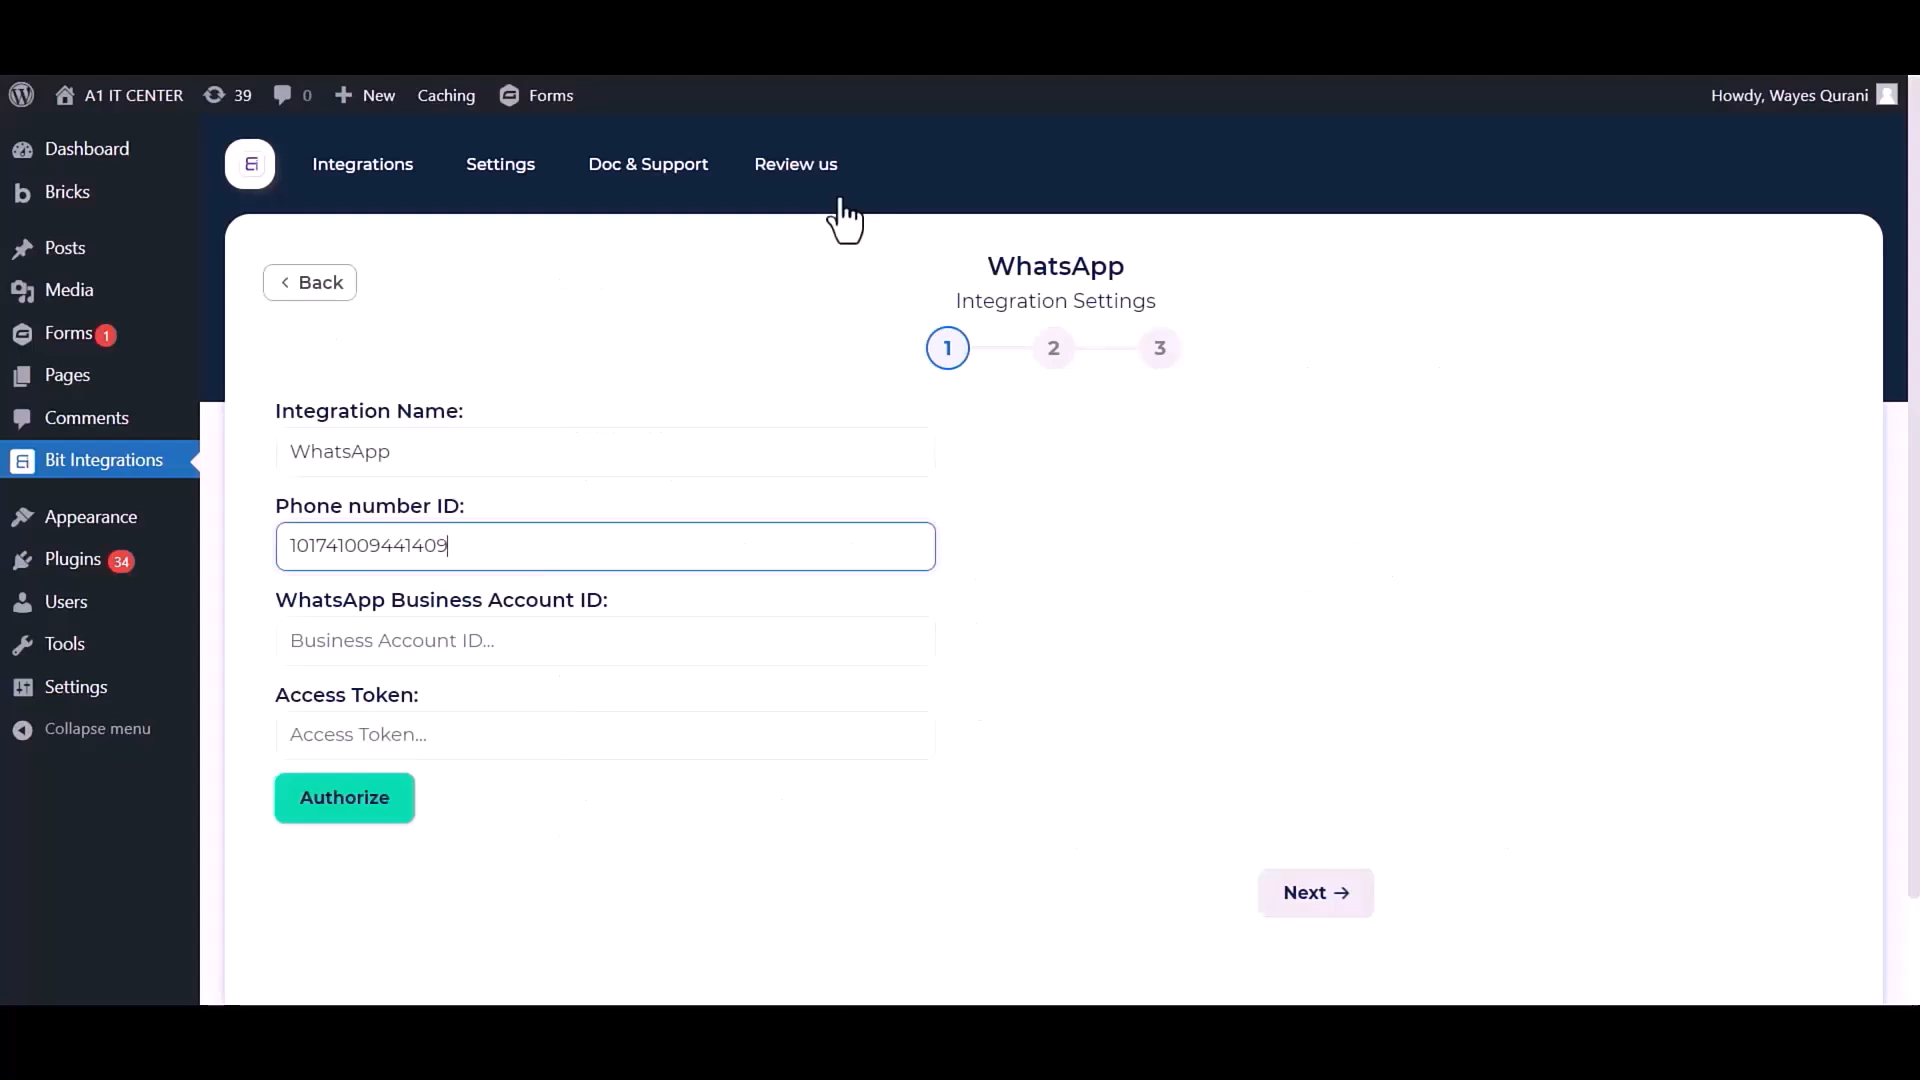 A1 IT CENTER 39 0 New Caching Forms Howdy, Wayes Qurani
Dashboard
Bricks
Posts
Media
Forms 1
Pages
Comments
Bit Integrations
Appearance
Plugins 34
Users
Tools
Settings
Collapse menu
Integrations Settings Doc & Support Review us
Back
WhatsApp
Integration Settings
1 2 3
Integration Name:
WhatsApp
Phone number ID:
101741009441409
WhatsApp Business Account ID:
Business Account ID...
Access Token:
Access Token...
Authorize
Next →